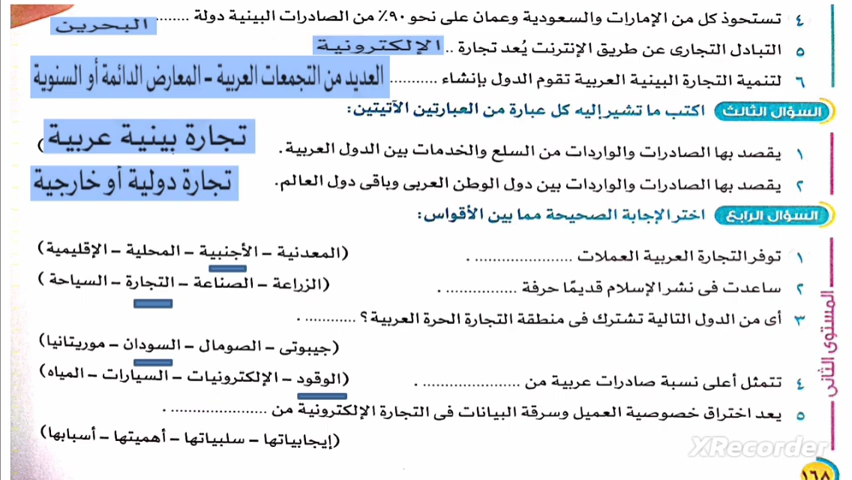 ٤ تستحوذ كل من الإمارات والسعودية وعمان على نحو ٩٠٪ من الصادرات البينية دولة ......... البحرين
٥ التبادل التجارى عن طريق الإنترنت يُعد تجارة .. الإلكترونية
٦ لتنمية التجارة البينية العربية تقوم الدول بإنشاء ........... العديد من التجمعات العربية – المعارض الدائمة أو السنوية
السؤال الثالث اكتب ما تشير إليه كل عبارة من العبارتين الآتيتين:
١ يقصد بها الصادرات والواردات من السلع والخدمات بين الدول العربية. تجارة بينية عربية )
٢ يقصد بها الصادرات والواردات بين دول الوطن العربى وباقى دول العالم. تجارة دولية أو خارجية
السؤال الرابع اختر الإجابة الصحيحة مما بين الأقواس:
١ توفر التجارة العربية العملات ..................... . (المعدنية – الأجنبية – المحلية – الإقليمية)
٢ ساعدت فى نشر الإسلام قديمًا حرفة ............... . (الزراعة – الصناعة – التجارة – السياحة )
٣ أى من الدول التالية تشترك فى منطقة التجارة الحرة العربية؟ ........... .
(جيبوتى – الصومال – السودان – موريتانيا)
٤ تتمثل أعلى نسبة صادرات عربية من ................... . (الوقود – الإلكترونيات – السيارات – المياه)
٥ يعد اختراق خصوصية العميل وسرقة البيانات فى التجارة الإلكترونية من .................. .
(إيجابياتها – سلبياتها – أهميتها – أسبابها)
المستوى الثانى
XRecorder
١٦٨